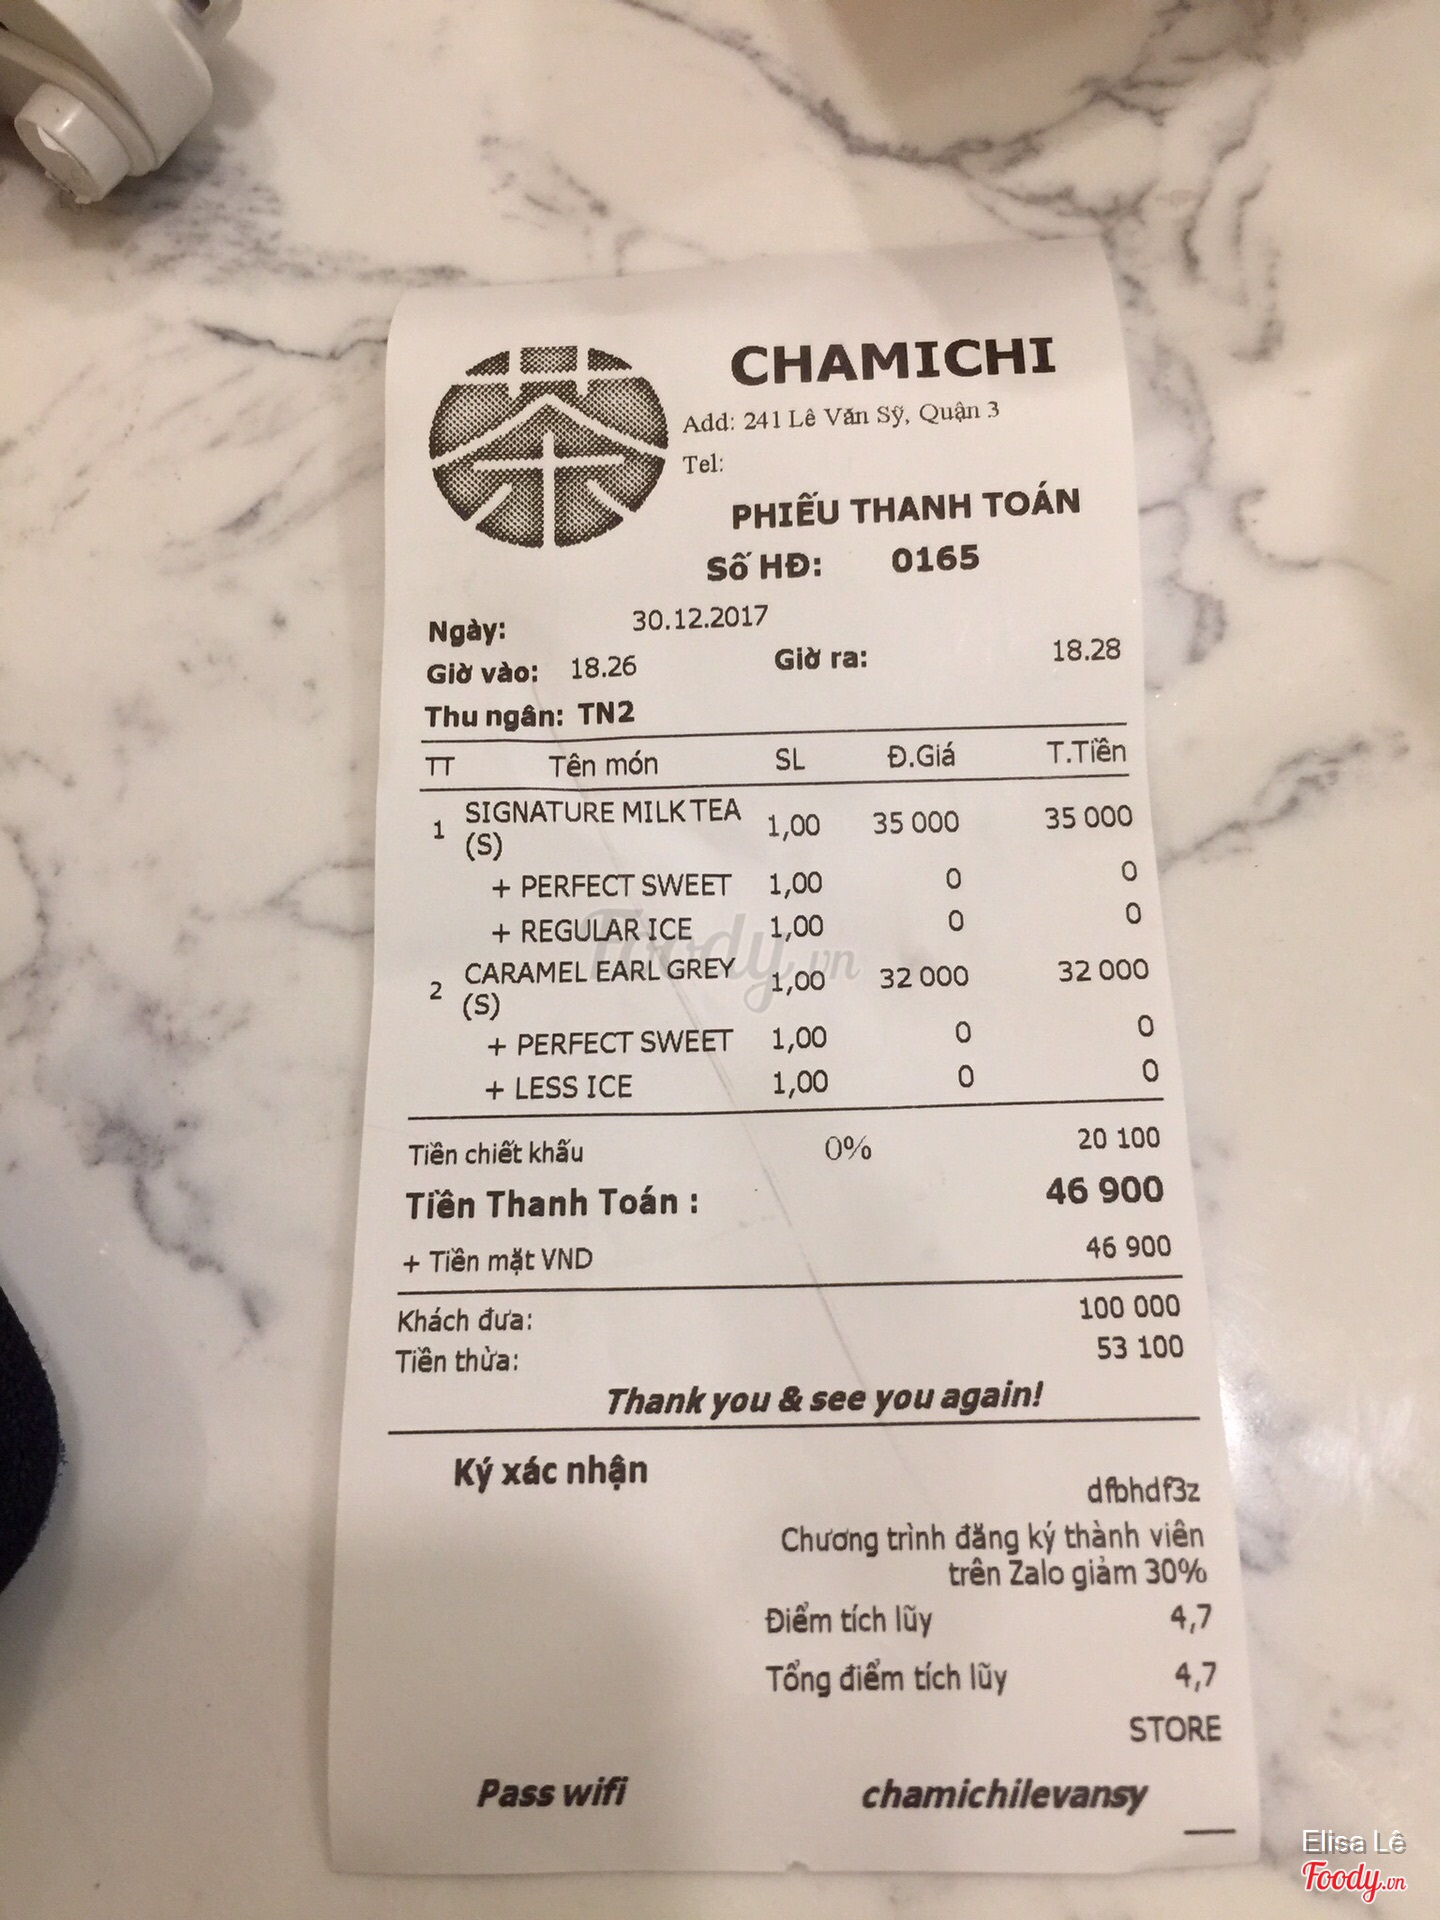 CHAMICHI
Add: 241 Lê Văn Sỹ, Quận 3
Tel:
PHIẾU THANH TOÁN
Số HĐ: 0165
Ngày: 30.12.2017
Giờ vào: 18.26 Giờ ra: 18.28
Thu ngân: TN2
TT Tên món SL Đ.Giá T.Tiền
1 SIGNATURE MILK TEA (S) 1,00 35 000 35 000
+ PERFECT SWEET 1,00 0 0
+ REGULAR ICE 1,00 0 0
2 CARAMEL EARL GREY (S) 1,00 32 000 32 000
+ PERFECT SWEET 1,00 0 0
+ LESS ICE 1,00 0 0
Tiền chiết khấu 0% 20 100
Tiền Thanh Toán : 46 900
+ Tiền mặt VND 46 900
Khách đưa: 100 000
Tiền thừa: 53 100
Thank you & see you again!
Ký xác nhận
dfbhdf3z
Chương trình đăng ký thành viên
trên Zalo giảm 30%
Điểm tích lũy 4,7
Tổng điểm tích lũy 4,7
STORE
Pass wifi chamichilevansy
Foody.vn
Elisa Lê
Foody.vn